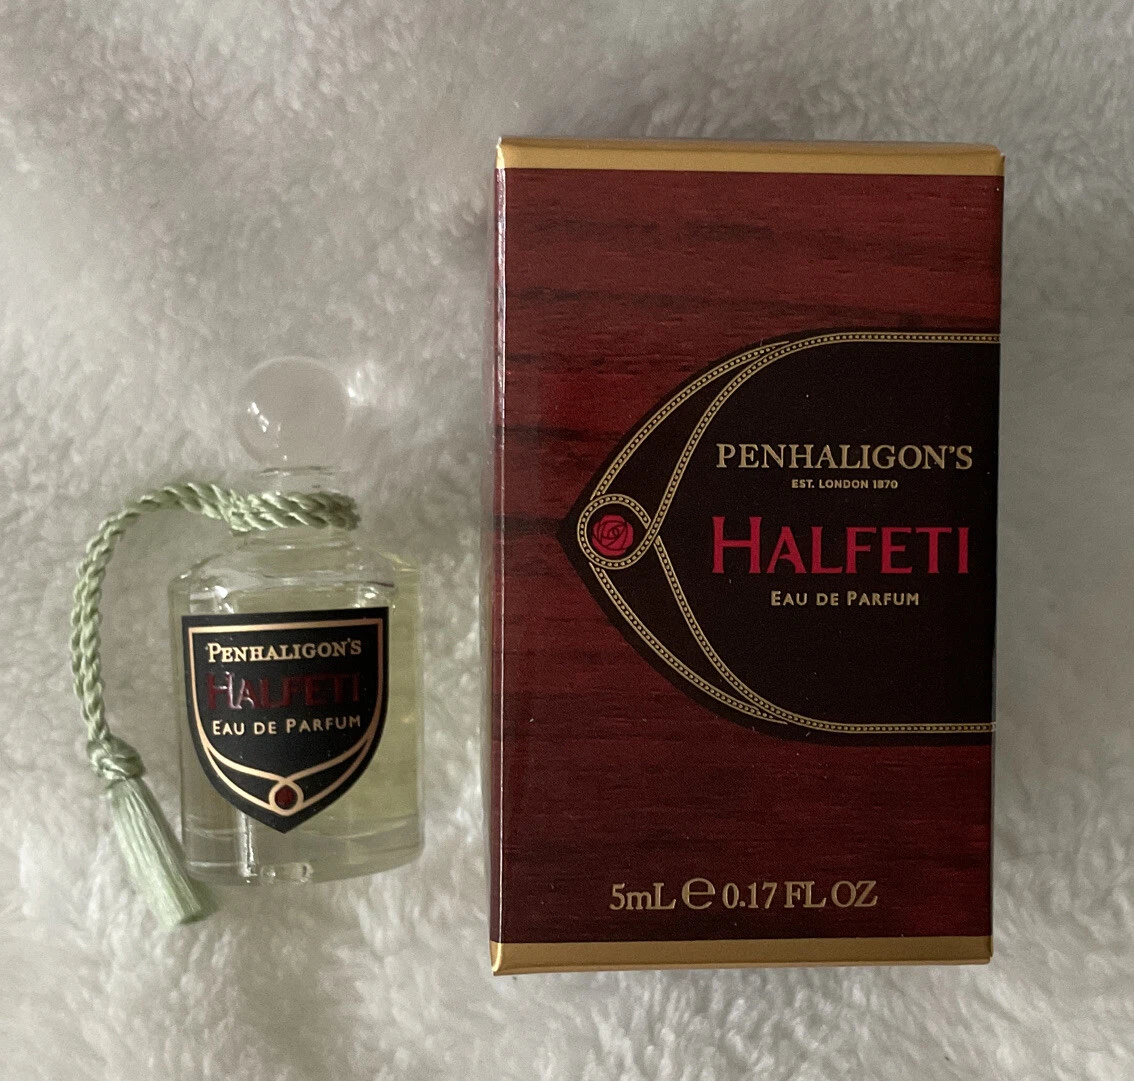 PENHALIGON'S
HALFETI
EAU DE PARFUM
PENHALIGON'S
EST. LONDON 1870
HALFETI
EAU DE PARFUM
5mL ℮ 0.17 FL OZ